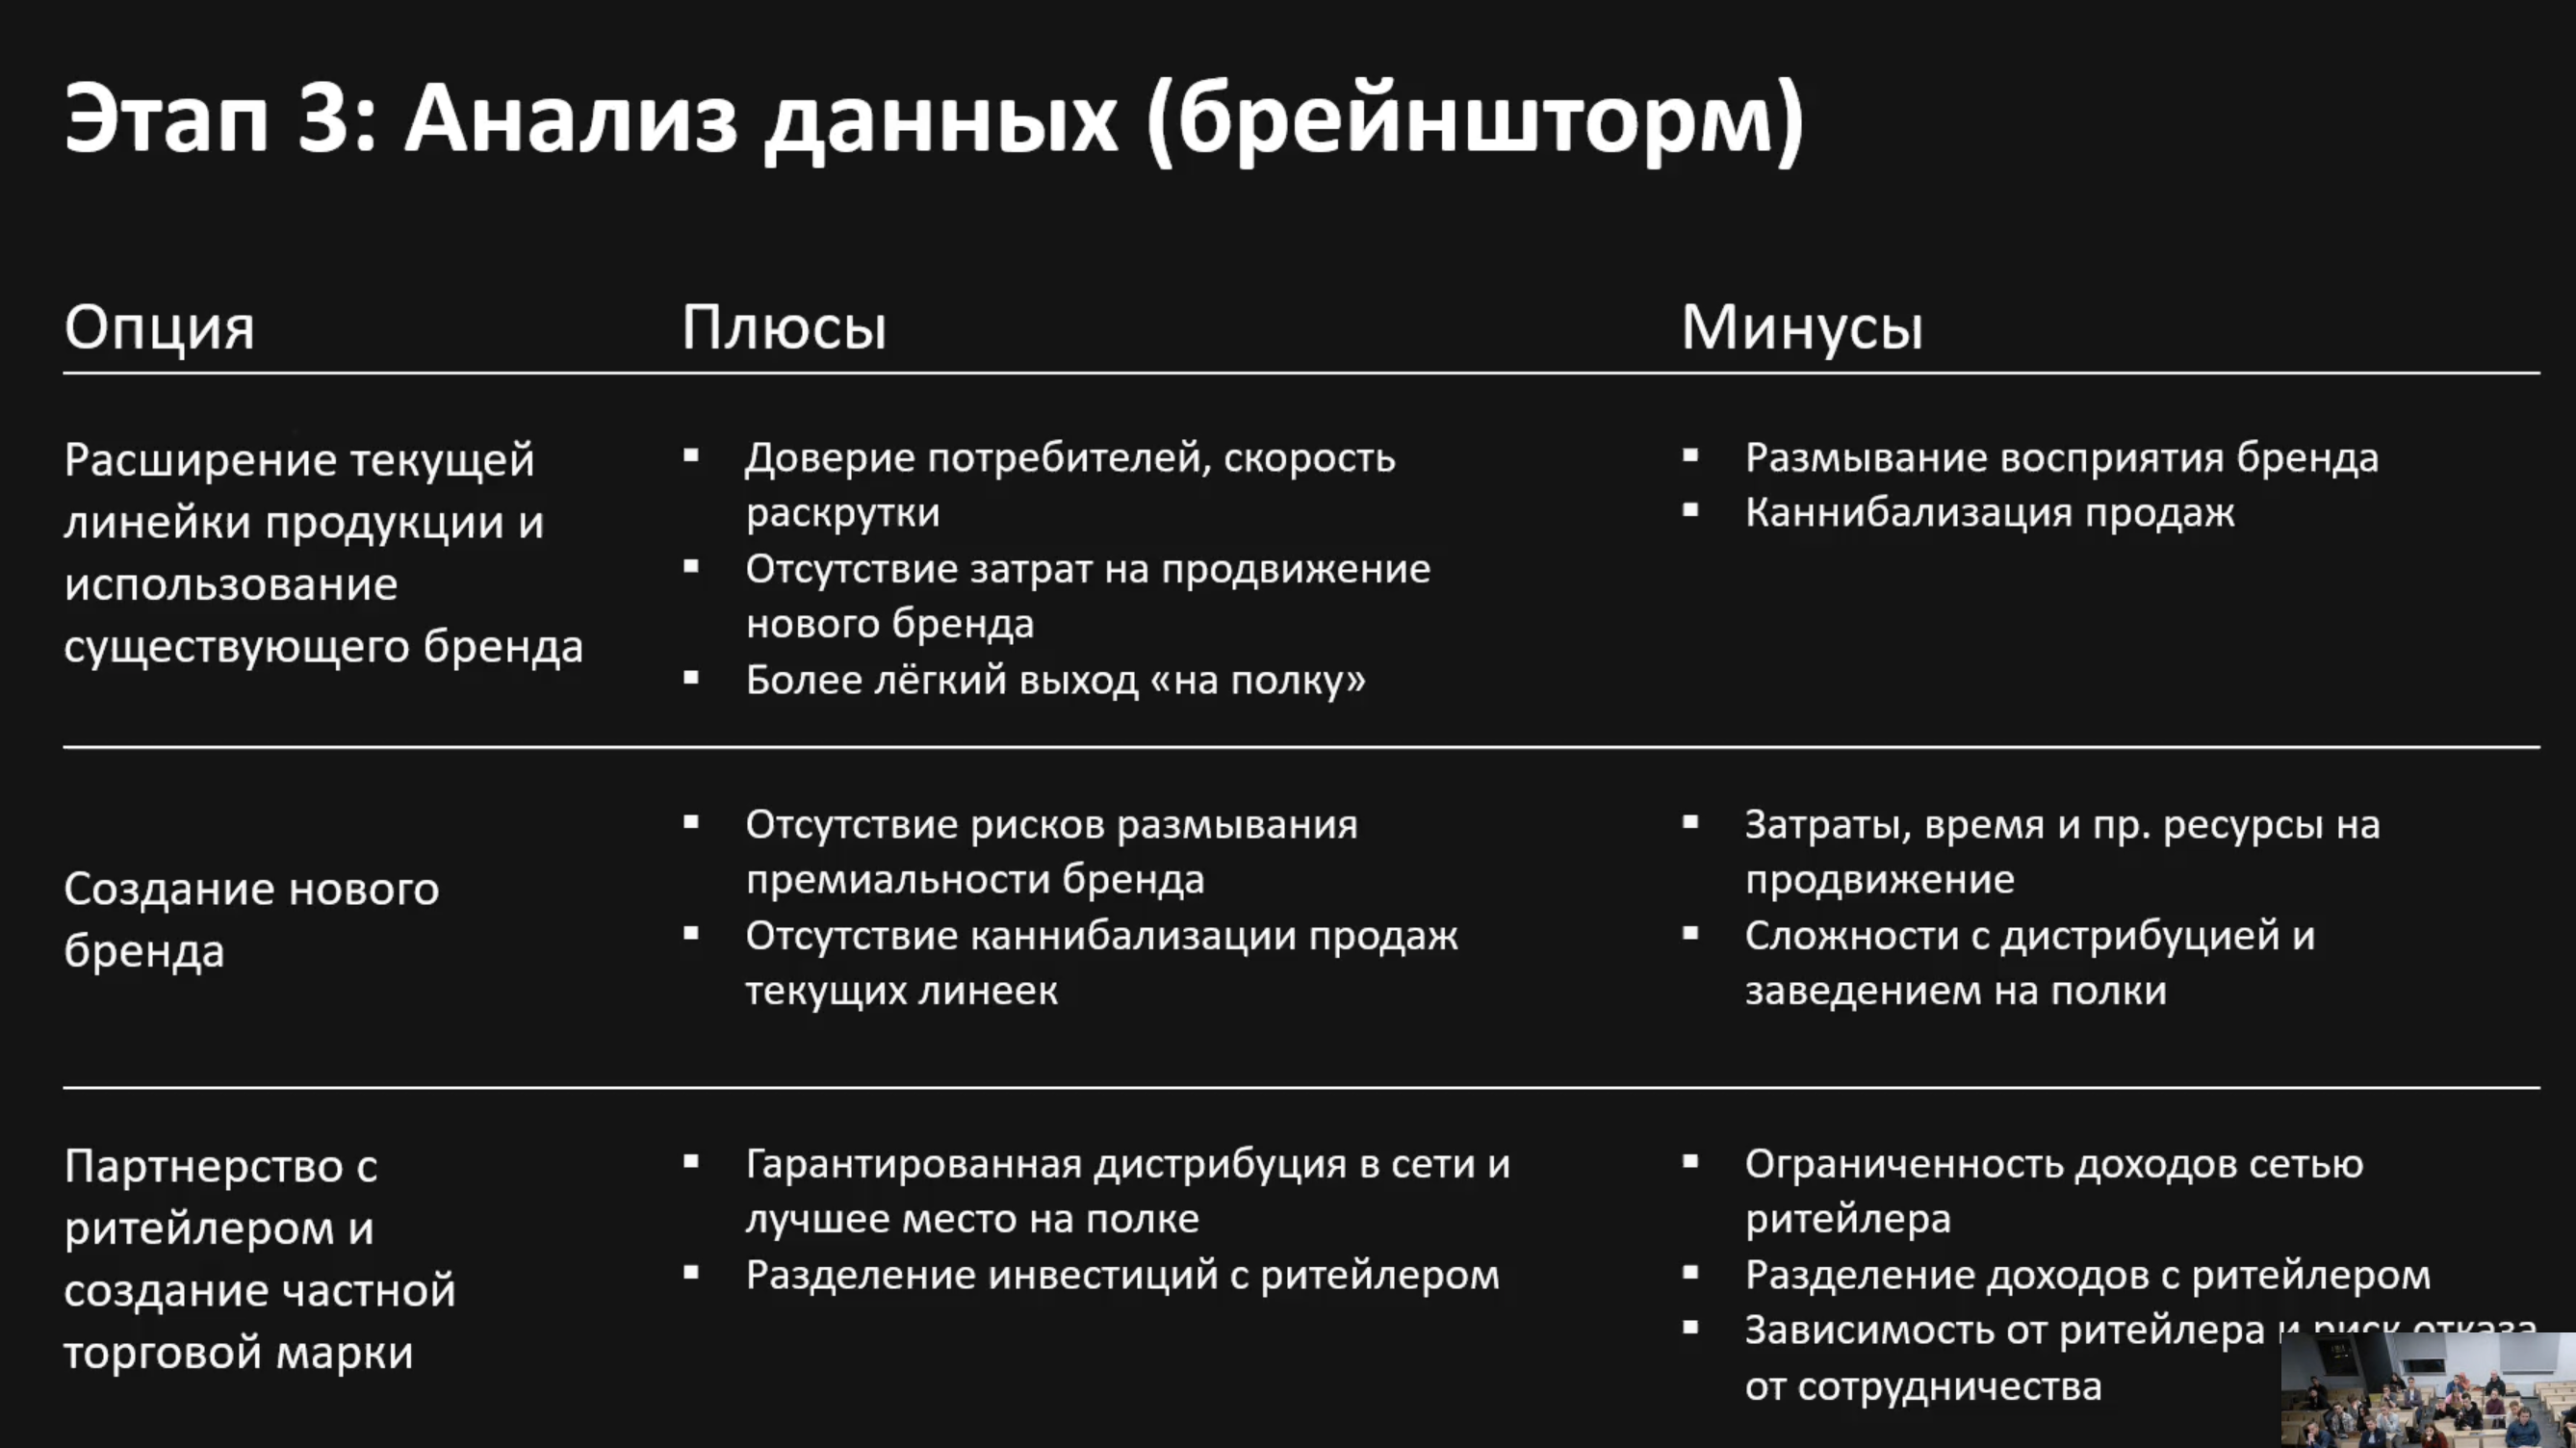 Этап 3: Анализ данных (брейншторм)
Опция
Плюсы
Минусы
Расширение текущей
линейки продукции и
использование
существующего бренда
Доверие потребителей, скорость
раскрутки
Отсутствие затрат на продвижение
нового бренда
Более лёгкий выход «на полку»
Размывание восприятия бренда
Каннибализация продаж
Создание нового
бренда
Отсутствие рисков размывания
премиальности бренда
Отсутствие каннибализации продаж
текущих линеек
Затраты, время и пр. ресурсы на
продвижение
Сложности с дистрибуцией и
заведением на полки
Партнерство с
ритейлером и
создание частной
торговой марки
Гарантированная дистрибуция в сети и
лучшее место на полке
Разделение инвестиций с ритейлером
Ограниченность доходов сетью
ритейлера
Разделение доходов с ритейлером
Зависимость от ритейлера и риск отказа
от сотрудничества